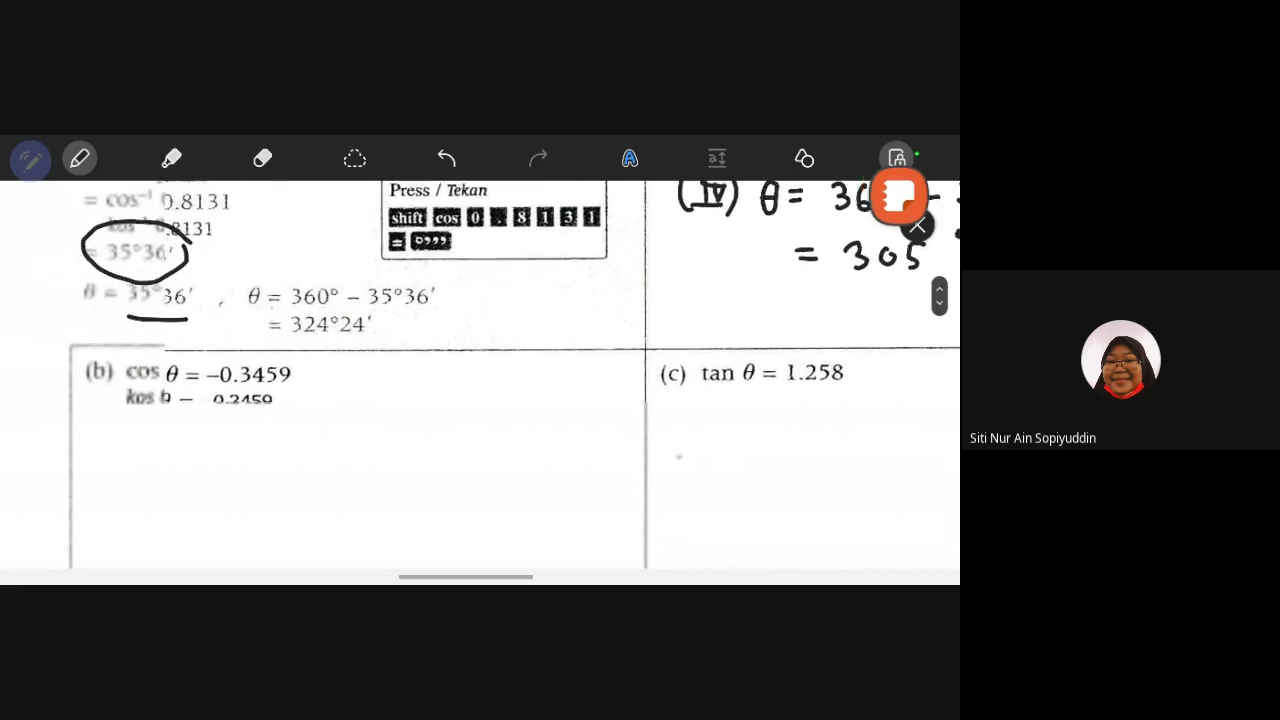 = cos⁻¹ 0.8131
kos⁻¹ 0.8131
= 35°36′
θ = 35°36′ , θ = 360° − 35°36′
= 324°24′
Press / Tekan
shift cos 0 . 8 1 3 1
= °,,,
(IV) θ = 36 −
= 305
(b) cos θ = −0.3459
kos θ = −0.3459
(c) tan θ = 1.258
Siti Nur Ain Sopiyuddin